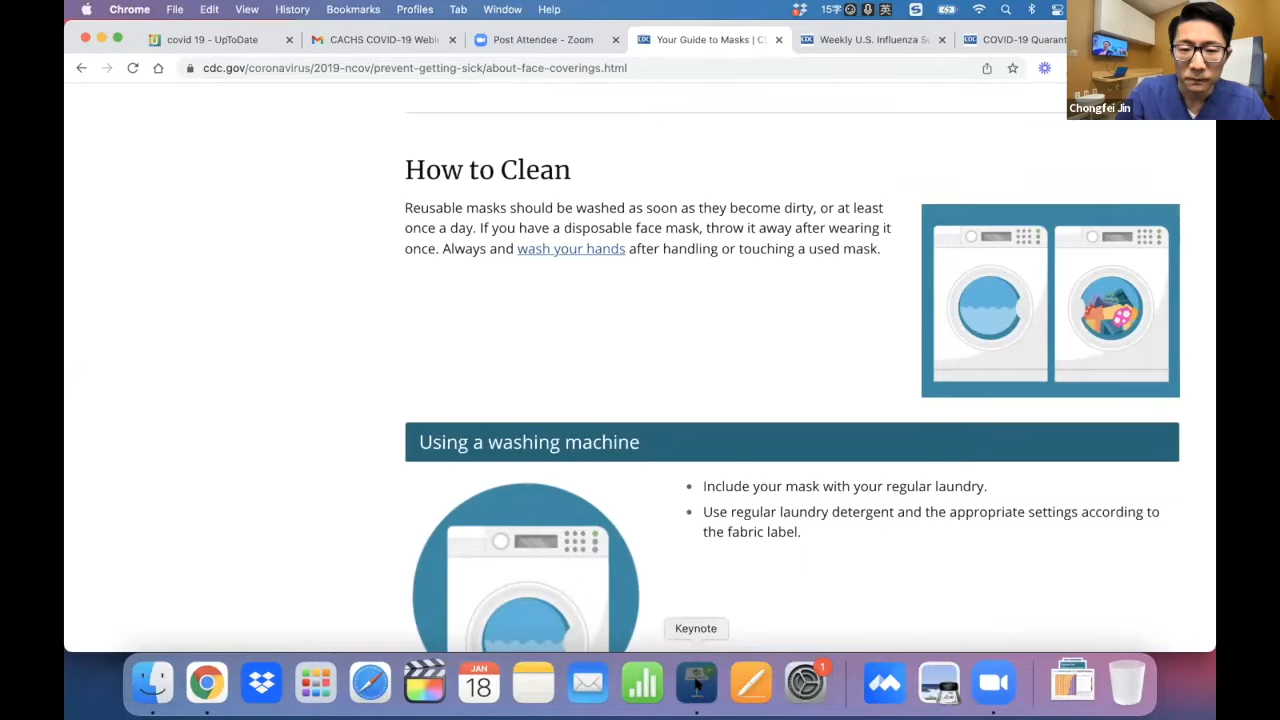 Chrome File Edit View History Bookmarks Profiles Tab Window Help 15字 英
covid 19 - UpToDate
CACHS COVID-19 Webi
Post Attendee - Zoom
Your Guide to Masks | C
Weekly U.S. Influenza Su
COVID-19 Quarant
cdc.gov/coronavirus/2019-ncov/prevent-getting-sick/about-face-coverings.html
Chongfei Jin
How to Clean
Reusable masks should be washed as soon as they become dirty, or at least
once a day. If you have a disposable face mask, throw it away after wearing it
once. Always and wash your hands after handling or touching a used mask.
Using a washing machine
Include your mask with your regular laundry.
Use regular laundry detergent and the appropriate settings according to
the fabric label.
Keynote
JAN
18
1